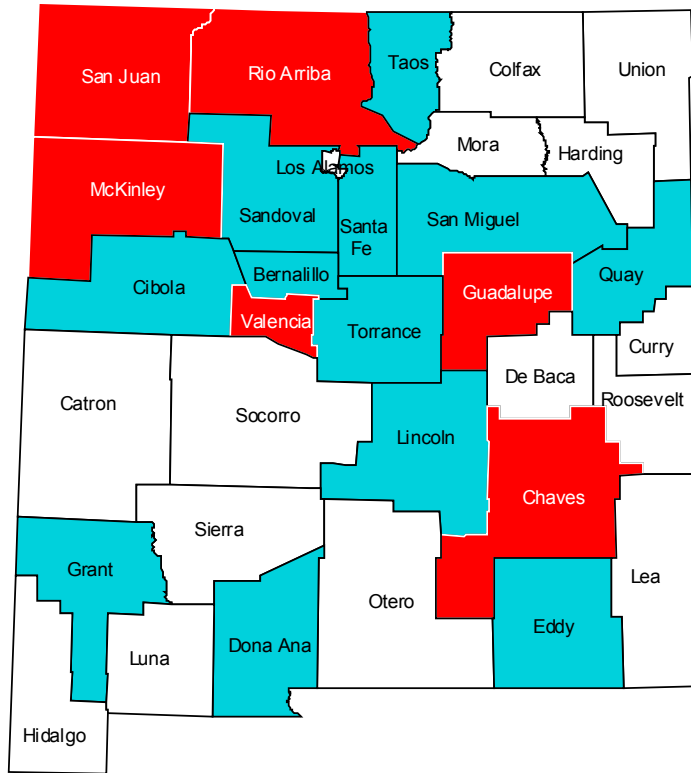 San Juan
Rio Arriba
Taos
Colfax
Union
Mora
Harding
Los Alamos
McKinley
Sandoval
Santa
Fe
San Miguel
Cibola
Bernalillo
Guadalupe
Quay
Valencia
Torrance
Curry
De Baca
Roosevelt
Catron
Socorro
Lincoln
Chaves
Sierra
Grant
Lea
Otero
Eddy
Dona Ana
Luna
Hidalgo